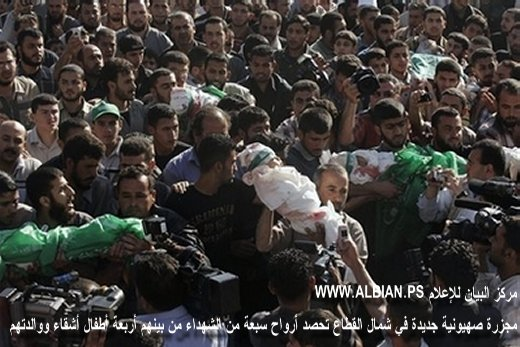 مركز البيان للإعلام WWW.ALBIAN.PS
مجزرة صهيونية جديدة في شمال القطاع تحصد أرواح سبعة من الشهداء من بينهم أربعة أطفال أشقاء ووالدتهم